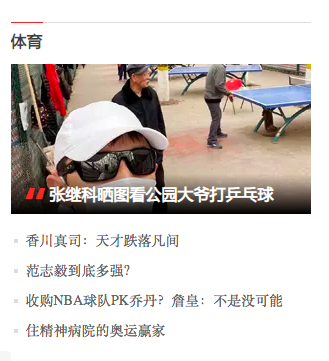 体育
张继科晒图看公园大爷打乒乓球
香川真司：天才跌落凡间
范志毅到底多强？
收购NBA球队PK乔丹？詹皇：不是没可能
住精神病院的奥运赢家